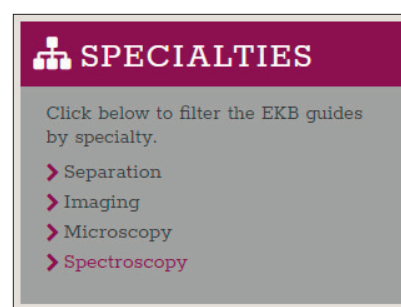 SPECIALTIES
Click below to filter the EKB guides
by specialty.
Separation
Imaging
Microscopy
Spectroscopy